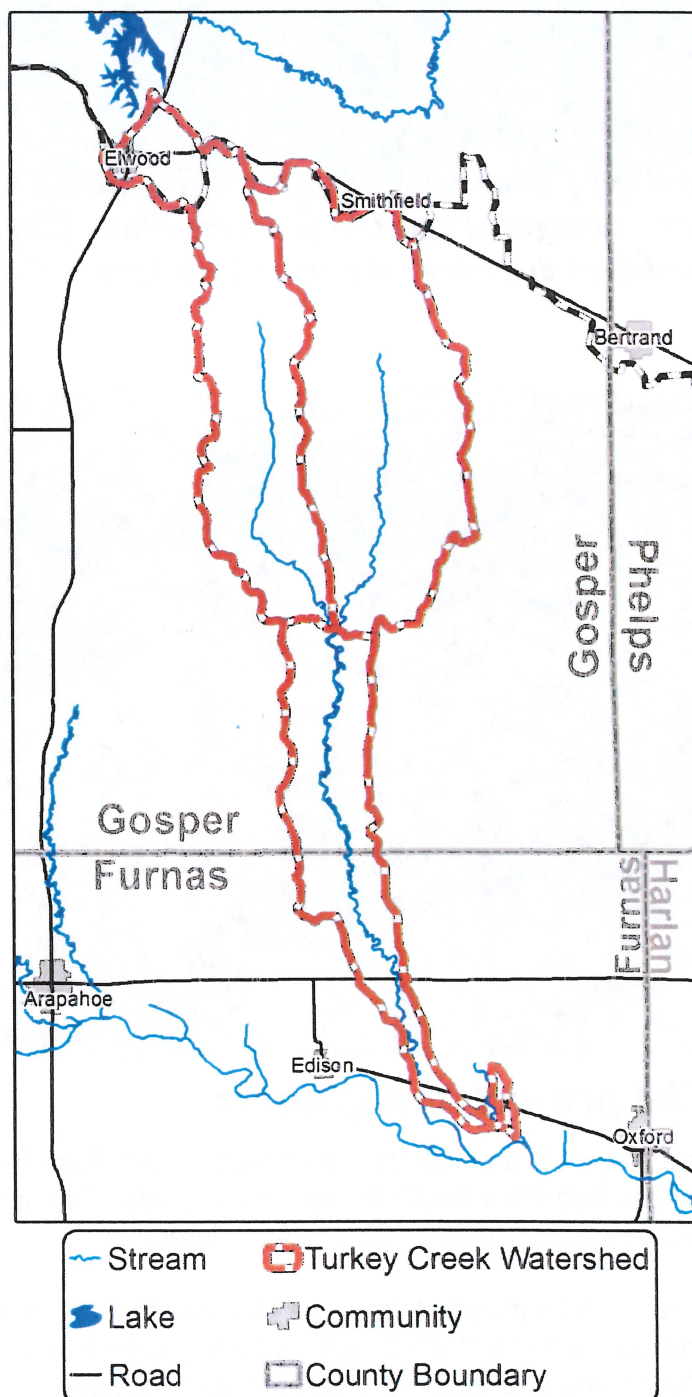 Elwood
Smithfield
Bertrand
Gosper
Phelps
Gosper
Furnas
Furnas
Harlan
Arapahoe
Edison
Oxford
Stream
Turkey Creek Watershed
Lake
Community
Road
County Boundary